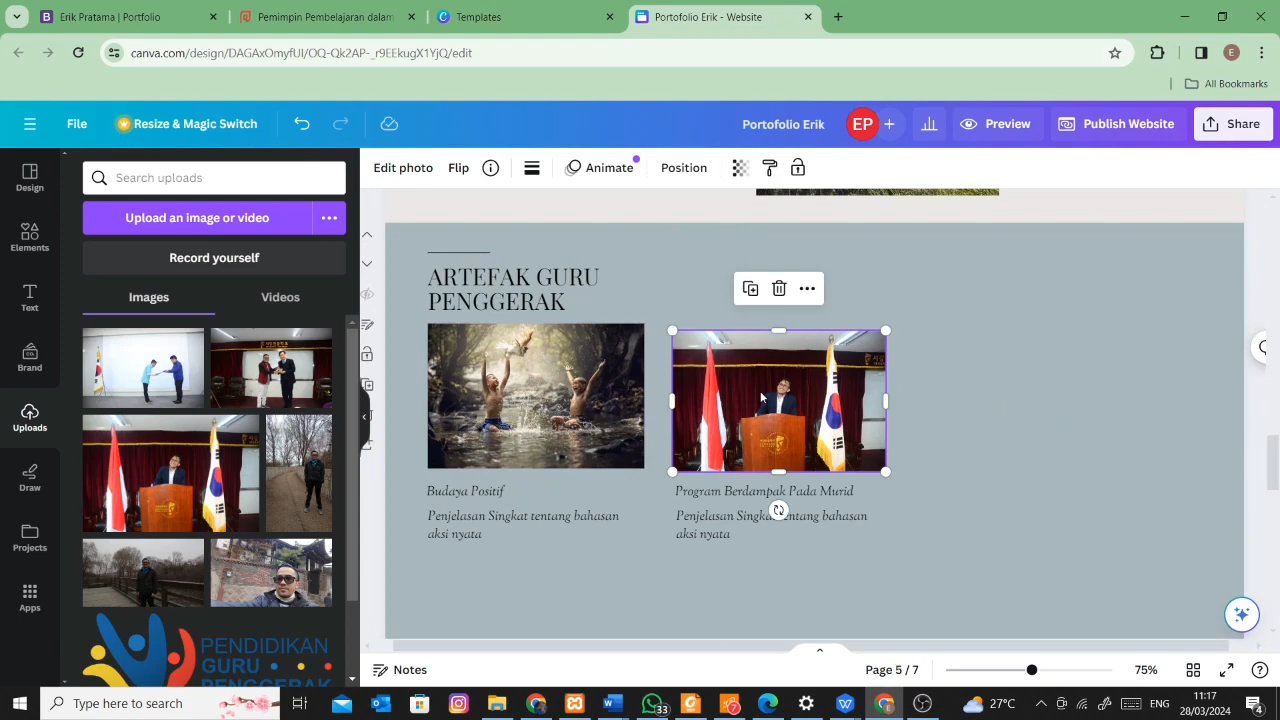 Erik Pratama | Portfolio
Pemimpin Pembelajaran dalam
Templates
Portofolio Erik - Website
canva.com/design/DAGAxOmyfUI/OQ-Qk2AP-_r9EEkugX1YjQ/edit
E
All Bookmarks
File
Resize & Magic Switch
Portofolio Erik
EP
Preview
Publish Website
Share
Design
Search uploads
Edit photo
Flip
Animate
Position
Upload an image or video
Elements
Record yourself
Text
Images
Videos
Brand
Uploads
Draw
Projects
Apps
PENDIDIKAN
GURU
PENGGERAK
ARTEFAK GURU
PENGGERAK
Budaya Positif
Penjelasan Singkat tentang bahasan
aksi nyata
Program Berdampak Pada Murid
Penjelasan Singkat tentang bahasan
aksi nyata
Notes
Page 5 / 7
75%
Type here to search
33
7
27°C
ENG
11:17
28/03/2024
4